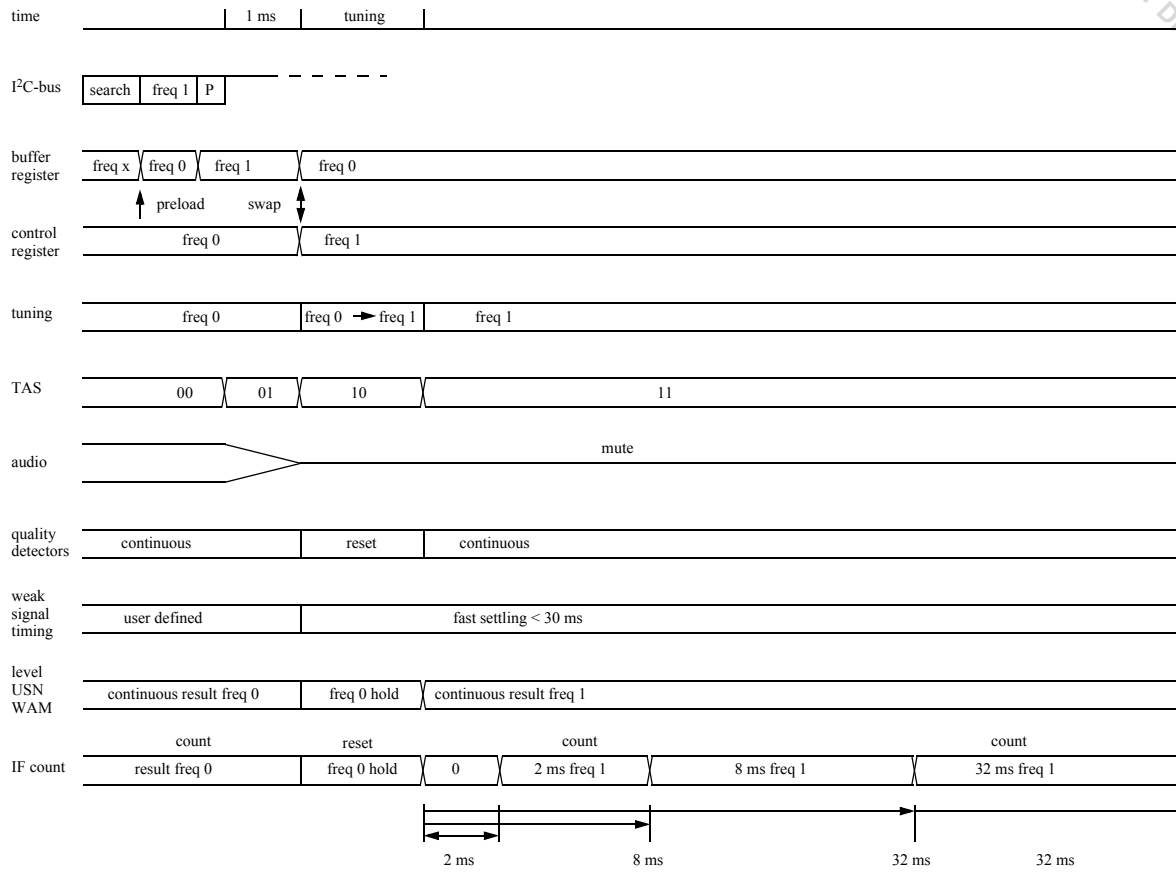 time
1 ms
tuning
I²C-bus
search
freq 1
P
buffer
register
freq x
freq 0
freq 1
freq 0
preload
swap
control
register
freq 0
freq 1
tuning
freq 0
freq 1
freq 0
freq 1
TAS
00
01
10
11
audio
mute
quality
detectors
continuous
reset
continuous
weak
signal
timing
user defined
fast settling < 30 ms
level
USN
WAM
continuous result freq 0
freq 0 hold
continuous result freq 1
count
reset
count
count
IF count
result freq 0
freq 0 hold
0
2 ms freq 1
8 ms freq 1
32 ms freq 1
2 ms
8 ms
32 ms
32 ms